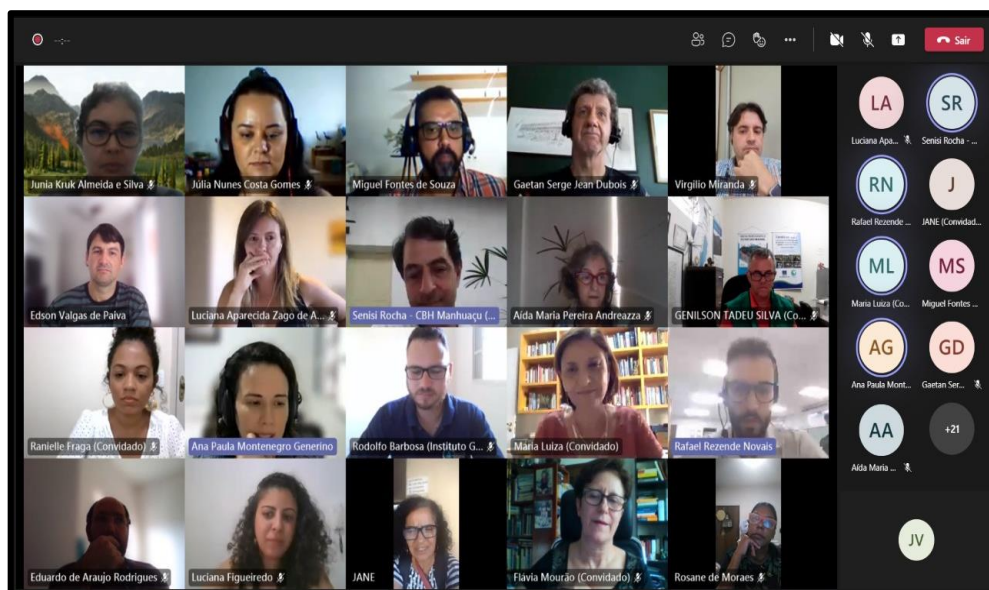 --:--
Sair
Junia Kruk Almeida e Silva
Júlia Nunes Costa Gomes
Miguel Fontes de Souza
Gaetan Serge Jean Dubois
Virgilio Miranda
Edson Valgas de Paiva
Luciana Aparecida Zago de A...
Senisi Rocha - CBH Manhuaçu (...
Aída Maria Pereira Andreazza
GENILSON TADEU SILVA (Co...
Ranielle Fraga (Convidado)
Ana Paula Montenegro Generino
Rodolfo Barbosa (Instituto G...
Maria Luiza (Convidado)
Rafael Rezende Novais
Eduardo de Araujo Rodrigues
Luciana Figueiredo
JANE
Flávia Mourão (Convidado)
Rosane de Moraes
LA
SR
Luciana Apa...
Senisi Rocha - ...
RN
J
Rafael Rezende ...
JANE (Convidad...
ML
MS
Maria Luiza (Co...
Miguel Fontes ...
AG
GD
Ana Paula Mont...
Gaetan Ser...
AA
+21
Aída Maria ...
JV